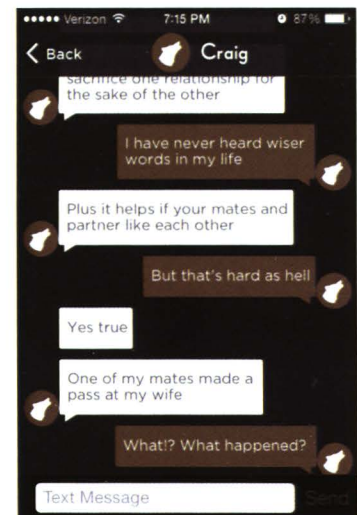 Verizon 7:15 PM 87%
Back Craig
sacrifice one relationship for
the sake of the other
I have never heard wiser
words in my life
Plus it helps if your mates and
partner like each other
But that's hard as hell
Yes true
One of my mates made a
pass at my wife
What!? What happened?
Text Message Send